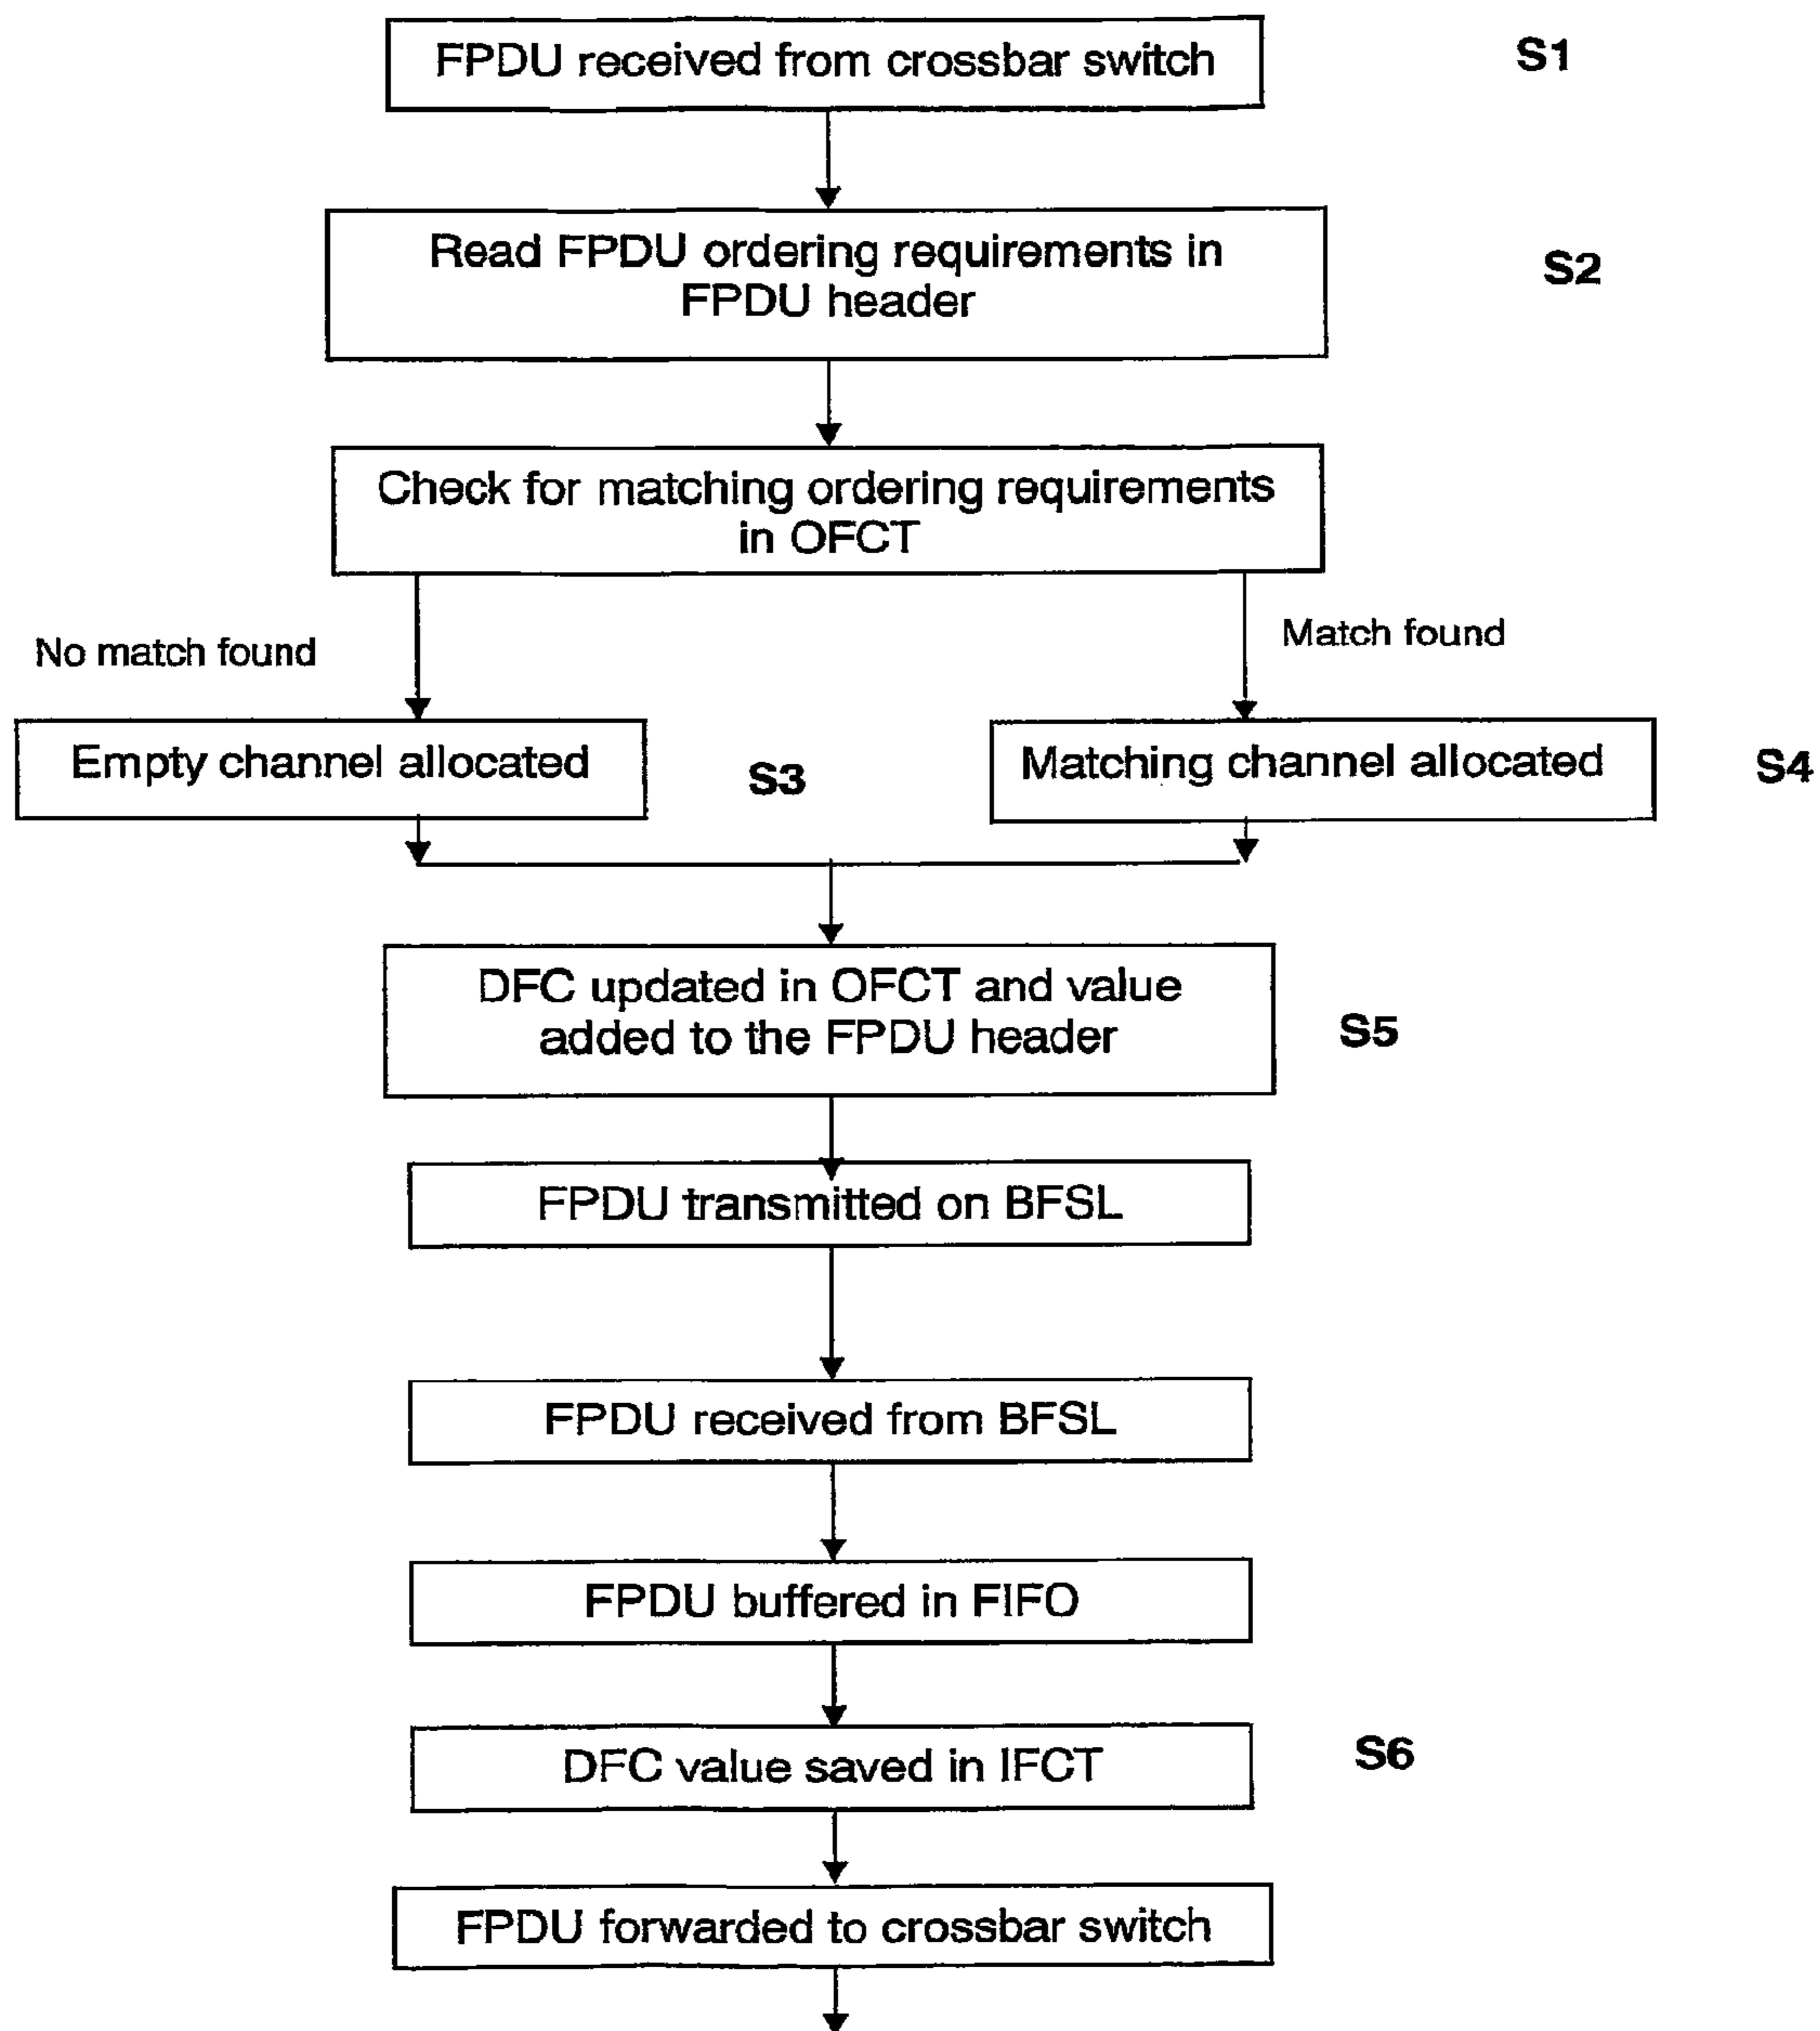 FPDU received from crossbar switch
S1
Read FPDU ordering requirements in
FPDU header
S2
Check for matching ordering requirements
in OFCT
No match found
Match found
Empty channel allocated
S3
Matching channel allocated
S4
DFC updated in OFCT and value
added to the FPDU header
S5
FPDU transmitted on BFSL
FPDU received from BFSL
FPDU buffered in FIFO
DFC value saved in IFCT
S6
FPDU forwarded to crossbar switch